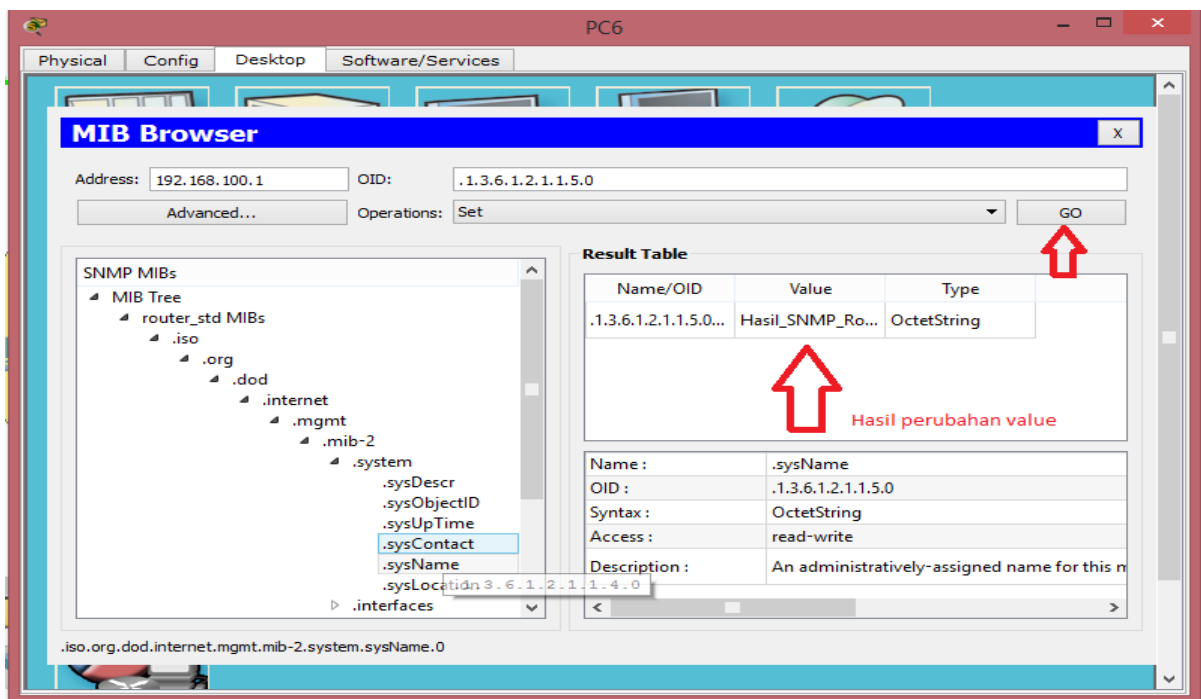 PC6
Physical Config Desktop Software/Services
MIB Browser X
Address: 192.168.100.1 OID: .1.3.6.1.2.1.1.5.0
Advanced... Operations: Set GO
SNMP MIBs
MIB Tree
router_std MIBs
.iso
.org
.dod
.internet
.mgmt
.mib-2
.system
.sysDescr
.sysObjectID
.sysUpTime
.sysContact
.sysName
.sysLocation
.1.3.6.1.2.1.1.4.0
.interfaces
Result Table
Name/OID Value Type
.1.3.6.1.2.1.1.5.0... Hasil_SNMP_Ro... OctetString
Hasil perubahan value
Name : .sysName
OID : .1.3.6.1.2.1.1.5.0
Syntax : OctetString
Access : read-write
Description : An administratively-assigned name for this
.iso.org.dod.internet.mgmt.mib-2.system.sysName.0